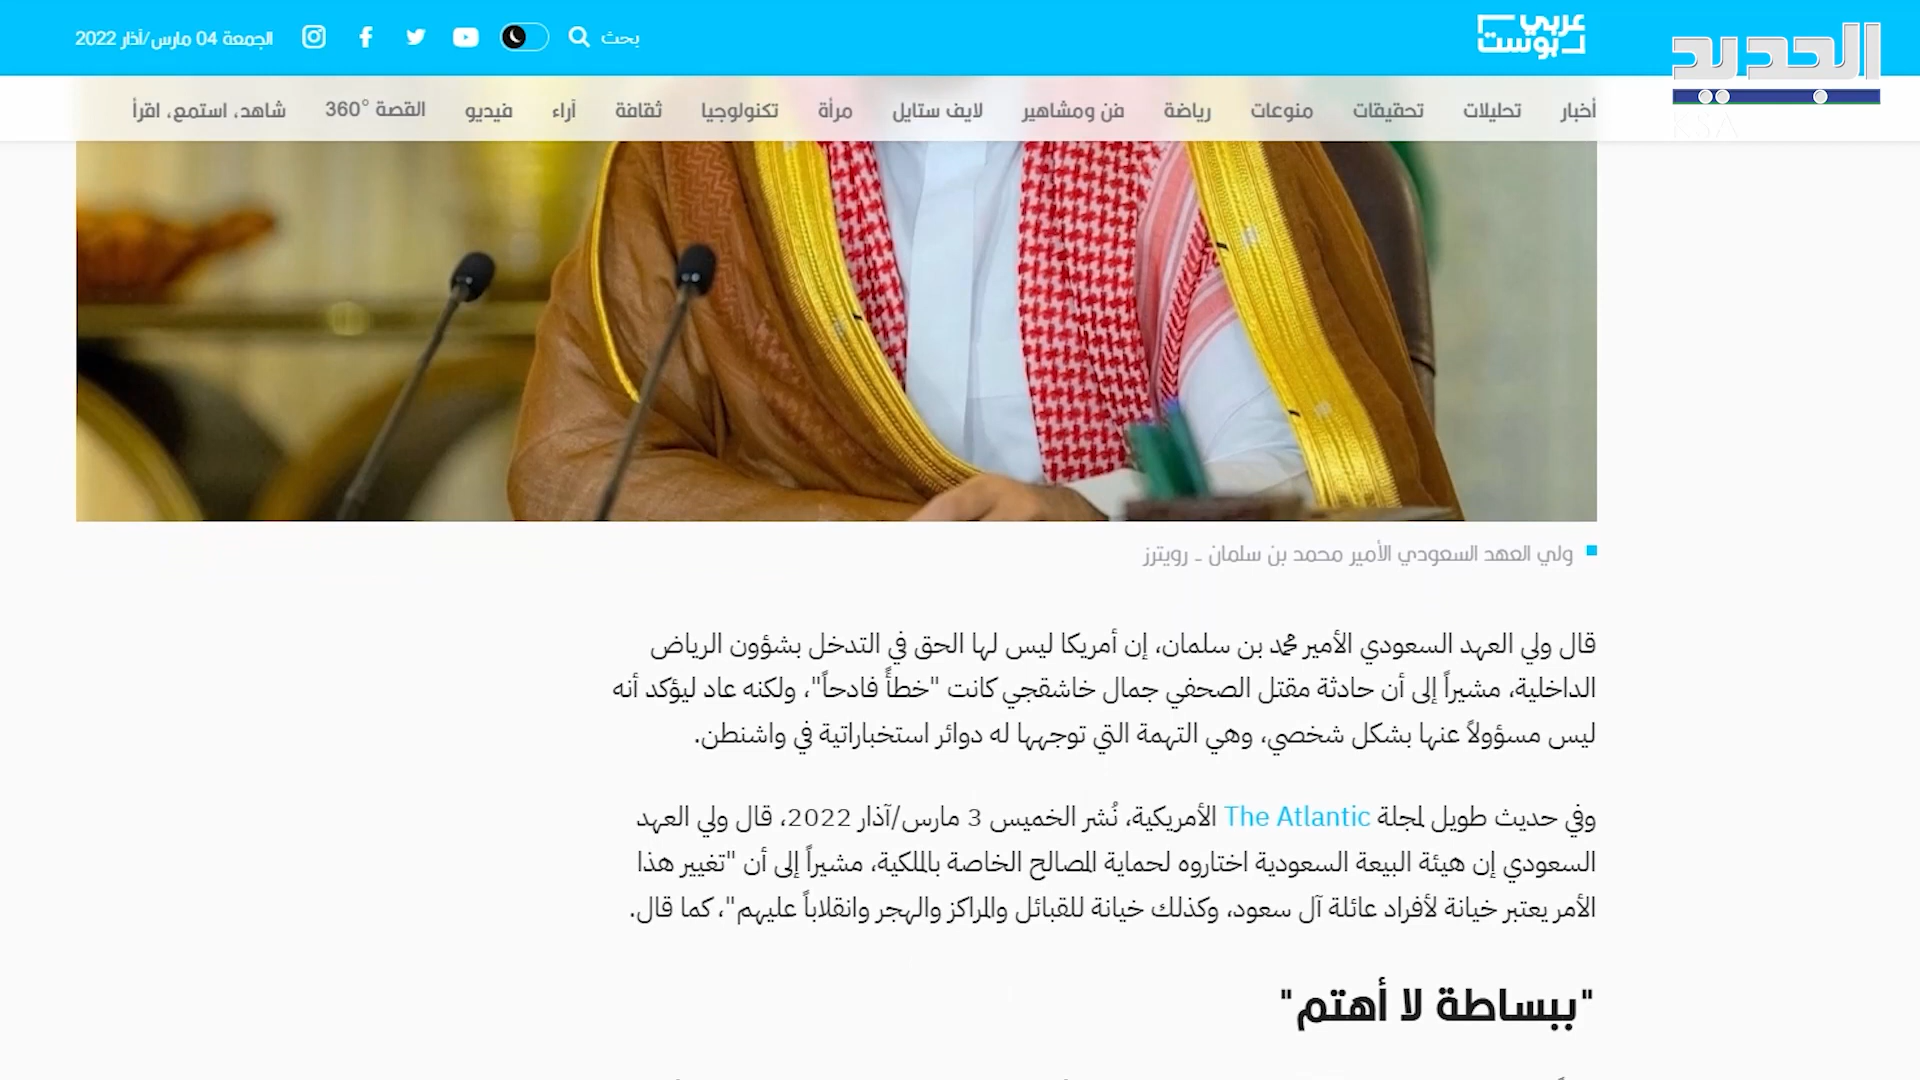 الجديد
KSA
عربي
بوست
بحث
الجمعة 04 مارس/آذار 2022
أخبار تحليلات تحقيقات منوعات رياضة فن ومشاهير لايف ستايل مرأة تكنولوجيا ثقافة آراء فيديو القصة °360 شاهد، استمع، اقرأ
ولي العهد السعودي الأمير محمد بن سلمان - رويترز
قال ولي العهد السعودي الأمير محمد بن سلمان، إن أمريكا ليس لها الحق في التدخل بشؤون الرياض
الداخلية، مشيراً إلى أن حادثة مقتل الصحفي جمال خاشقجي كانت "خطأً فادحاً"، ولكنه عاد ليؤكد أنه
ليس مسؤولاً عنها بشكل شخصي، وهي التهمة التي توجهها له دوائر استخباراتية في واشنطن.
وفي حديث طويل لمجلة The Atlantic الأمريكية، نُشر الخميس 3 مارس/آذار 2022، قال ولي العهد
السعودي إن هيئة البيعة السعودية اختاروه لحماية المصالح الخاصة بالملكية، مشيراً إلى أن "تغيير هذا
الأمر يعتبر خيانة لأفراد عائلة آل سعود، وكذلك خيانة للقبائل والمراكز والهجر وانقلاباً عليهم"، كما قال.
"ببساطة لا أهتم"